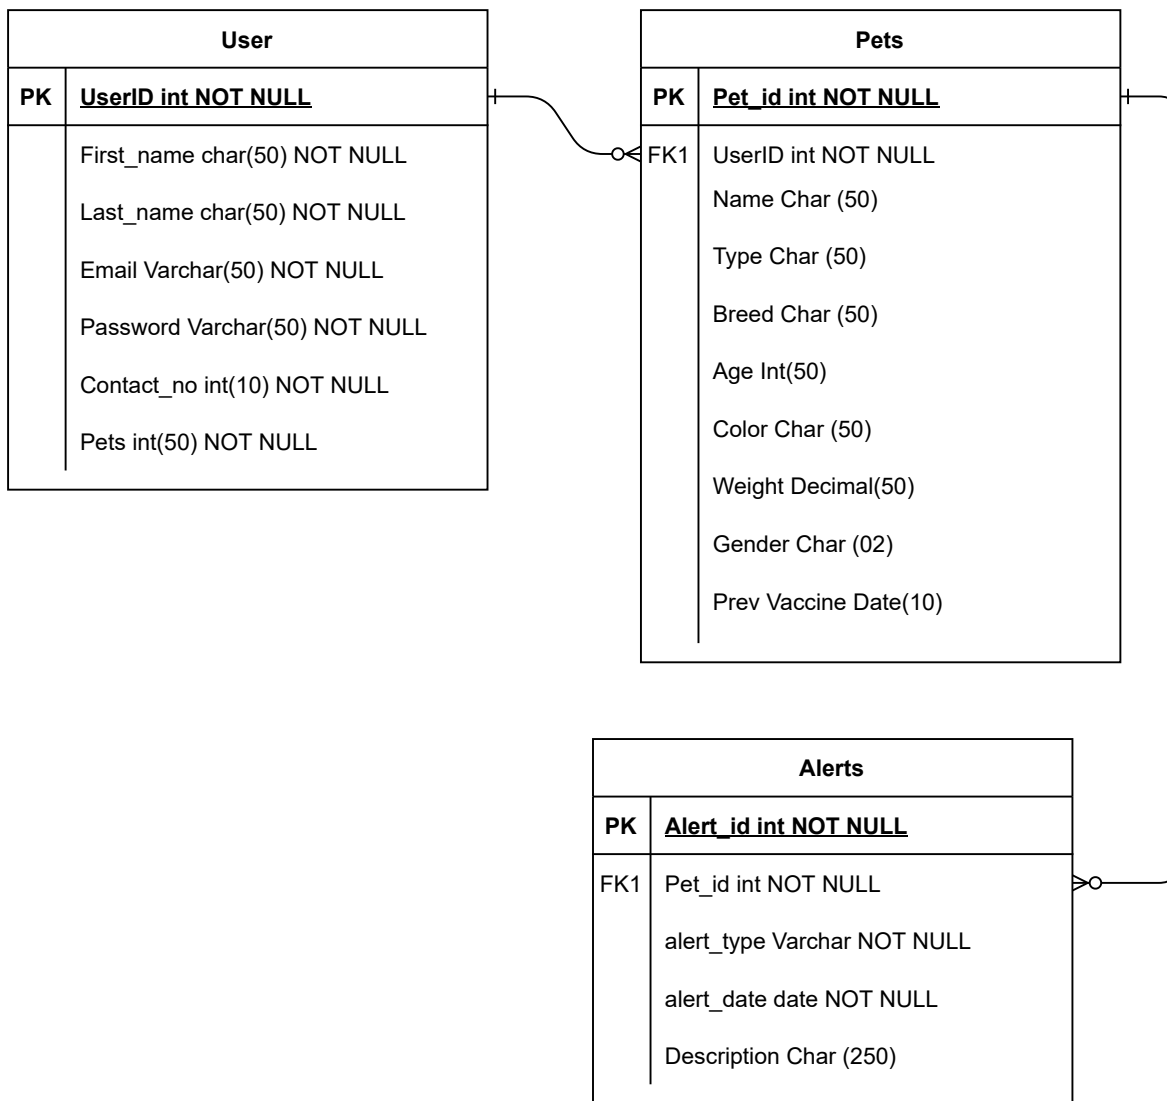 User
PK UserID int NOT NULL
First_name char(50) NOT NULL
Last_name char(50) NOT NULL
Email Varchar(50) NOT NULL
Password Varchar(50) NOT NULL
Contact_no int(10) NOT NULL
Pets int(50) NOT NULL
Pets
PK Pet_id int NOT NULL
FK1 UserID int NOT NULL
Name Char (50)
Type Char (50)
Breed Char (50)
Age Int(50)
Color Char (50)
Weight Decimal(50)
Gender Char (02)
Prev Vaccine Date(10)
Alerts
PK Alert_id int NOT NULL
FK1 Pet_id int NOT NULL
alert_type Varchar NOT NULL
alert_date date NOT NULL
Description Char (250)